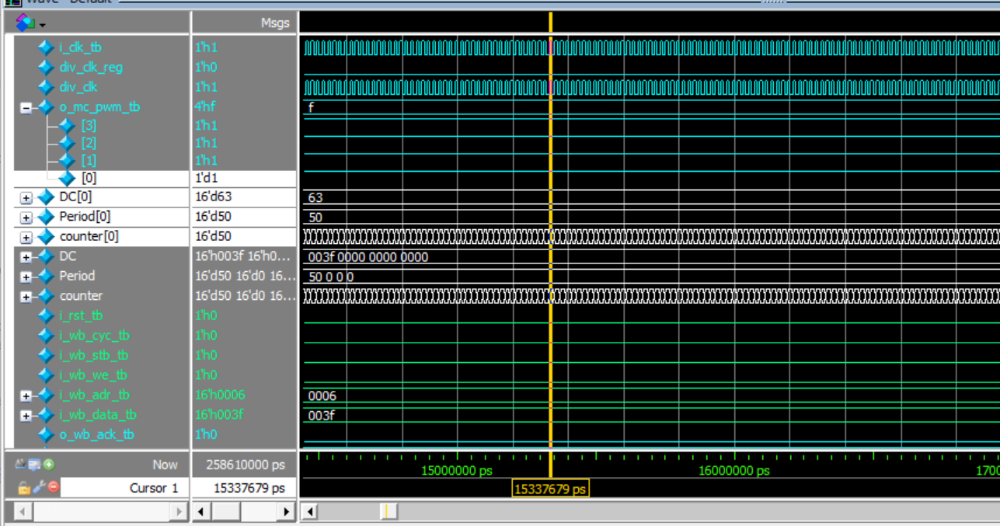 Wave - Default
Msgs
i_clk_tb 1'h1
div_clk_reg 1'h0
div_clk 1'h1
o_mc_pwm_tb 4'hf f
[3] 1'h1
[2] 1'h1
[1] 1'h1
[0] 1'd1
DC[0] 16'd63 63
Period[0] 16'd50 50
counter[0] 16'd50
DC 16'h003f 16'h0... 003f 0000 0000 0000
Period 16'd50 16'd0 16... 50 0 0 0
counter 16'd50 16'd0 16...
i_rst_tb 1'h0
i_wb_cyc_tb 1'h0
i_wb_stb_tb 1'h0
i_wb_we_tb 1'h0
i_wb_adr_tb 16'h0006 0006
i_wb_data_tb 16'h003f 003f
o_wb_ack_tb 1'h0
Now 258610000 ps 15000000 ps 16000000 ps 1700
Cursor 1 15337679 ps 15337679 ps